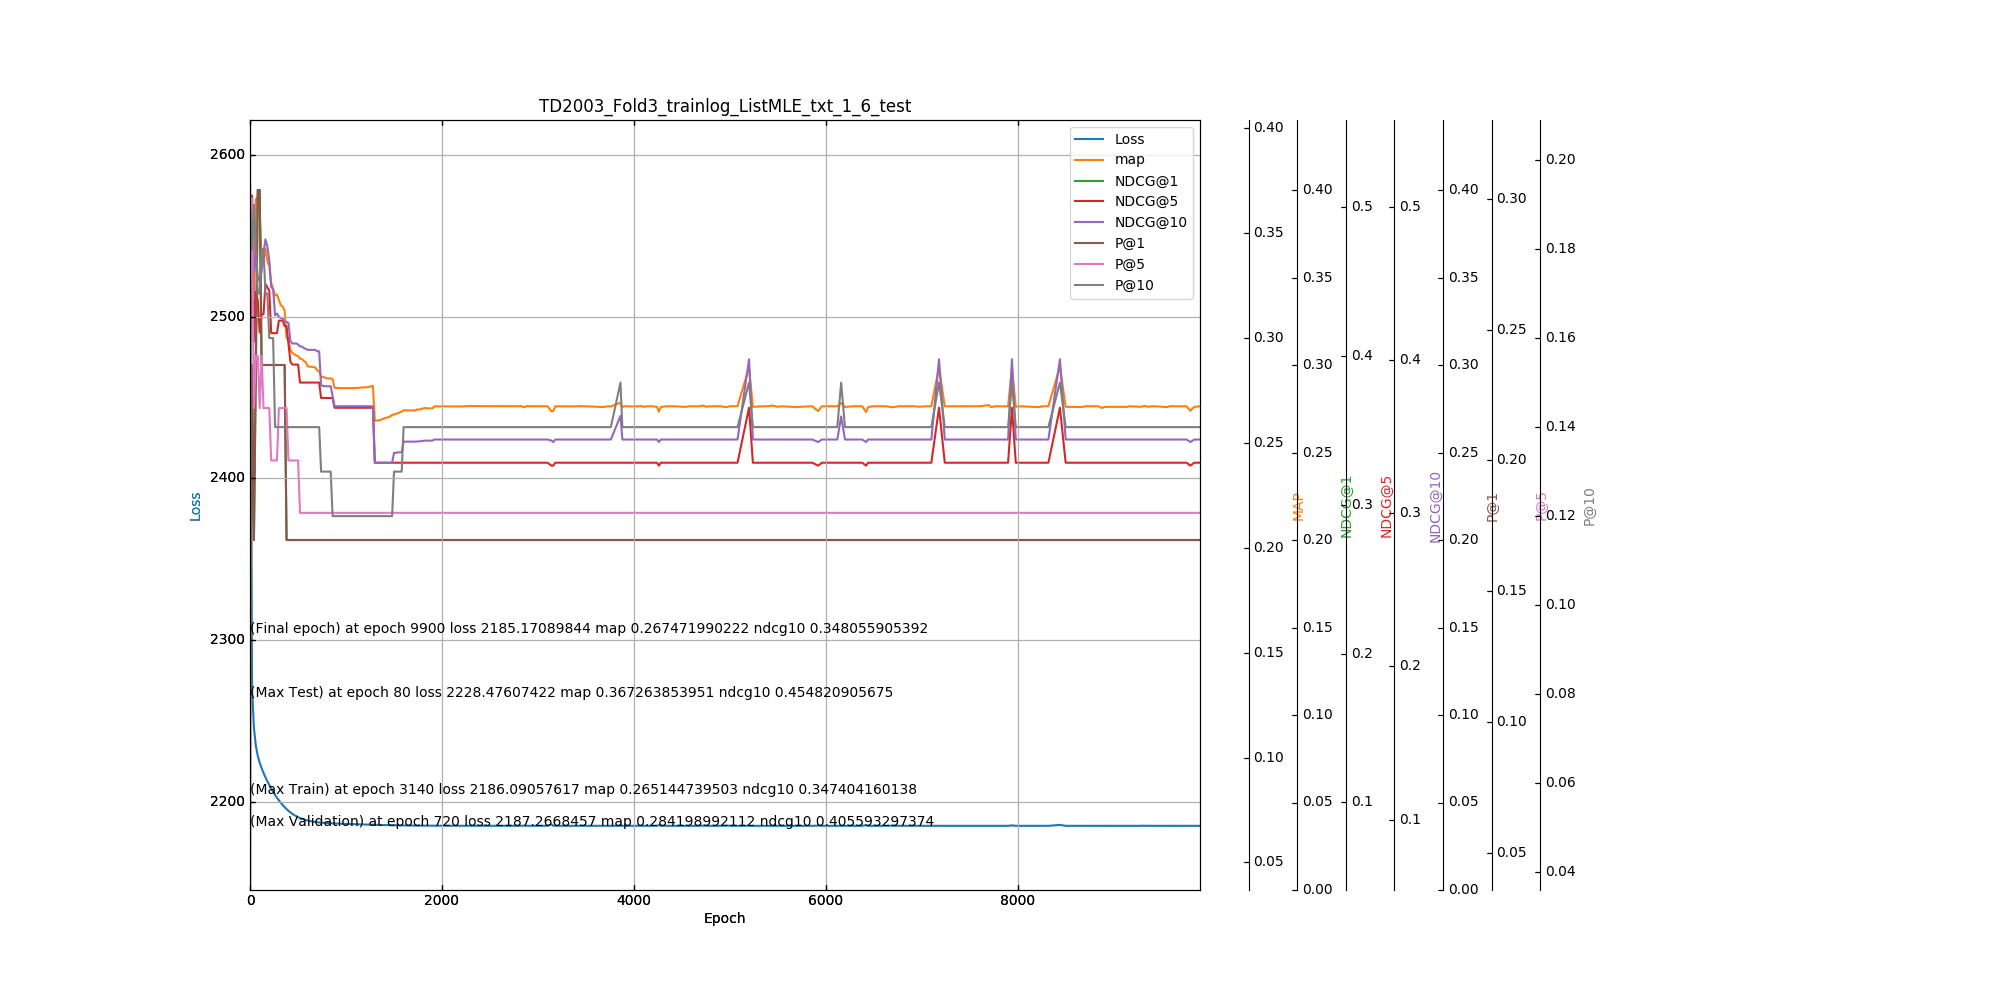 TD2003_Fold3_trainlog_ListMLE_txt_1_6_test
Loss
map
NDCG@1
NDCG@5
NDCG@10
P@1
P@5
P@10
2600
2500
2400
2300
2200
Loss
(Final epoch) at epoch 9900 loss 2185.17089844 map 0.267471990222 ndcg10 0.348055905392
(Max Test) at epoch 80 loss 2228.47607422 map 0.367263853951 ndcg10 0.454820905675
(Max Train) at epoch 3140 loss 2186.09057617 map 0.265144739503 ndcg10 0.347404160138
(Max Validation) at epoch 720 loss 2187.2668457 map 0.284198992112 ndcg10 0.405593297374
0 2000 4000 6000 8000
Epoch
0.40
0.35
0.30
0.25
0.20
0.15
0.10
0.05
MAP
0.40
0.35
0.30
0.25
0.20
0.15
0.10
0.05
0.00
NDCG@1
0.5
0.4
0.3
0.2
0.1
NDCG@5
0.5
0.4
0.3
0.2
0.1
NDCG@10
0.40
0.35
0.30
0.25
0.20
0.15
0.10
0.05
0.00
P@1
0.30
0.25
0.20
0.15
0.10
0.05
P@5
0.20
0.18
0.16
0.14
0.12
0.10
0.08
0.06
0.04
P@10